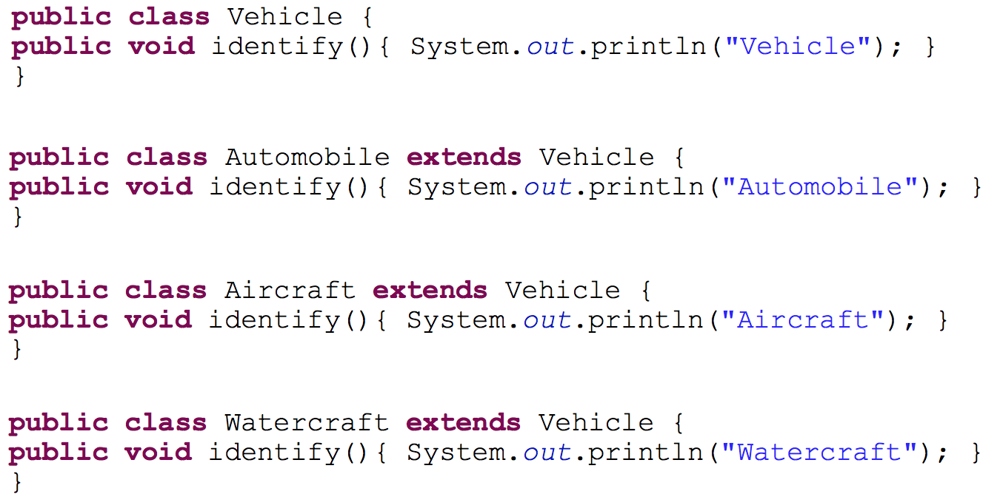 public class Vehicle {
public void identify(){ System.out.println("Vehicle"); }
}
public class Automobile extends Vehicle {
public void identify(){ System.out.println("Automobile"); }
}
public class Aircraft extends Vehicle {
public void identify(){ System.out.println("Aircraft"); }
}
public class Watercraft extends Vehicle {
public void identify(){ System.out.println("Watercraft"); }
}